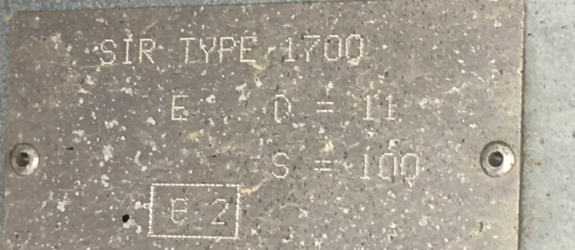 SIR TYPE 1700
E D = 11
S = 100
e 2